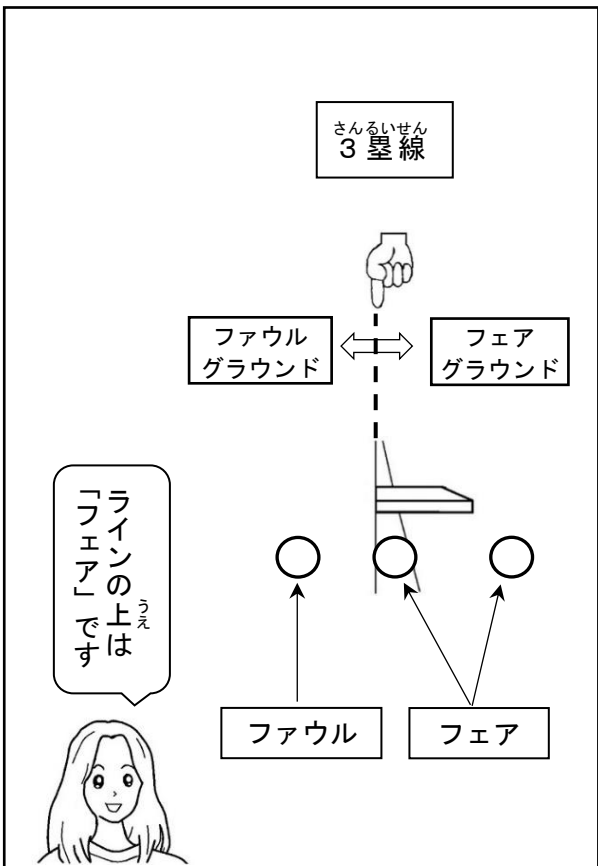 さんるいせん
3塁線
ファウル
グラウンド
フェア
グラウンド
ラインの上は
うえ
「フェア」です
ファウル
フェア